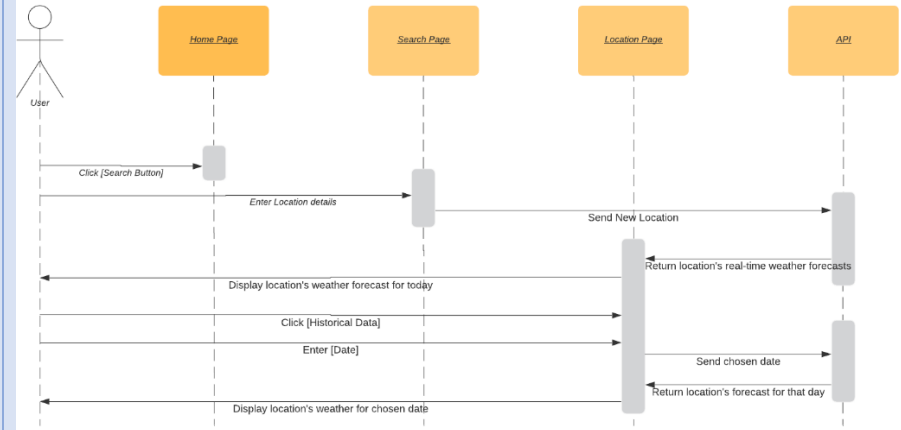 Home Page
Search Page
Location Page
API
User
Click [Search Button]
Enter Location details
Send New Location
Return location's real-time weather forecasts
Display location's weather forecast for today
Click [Historical Data]
Enter [Date]
Send chosen date
Return location's forecast for that day
Display location's weather for chosen date